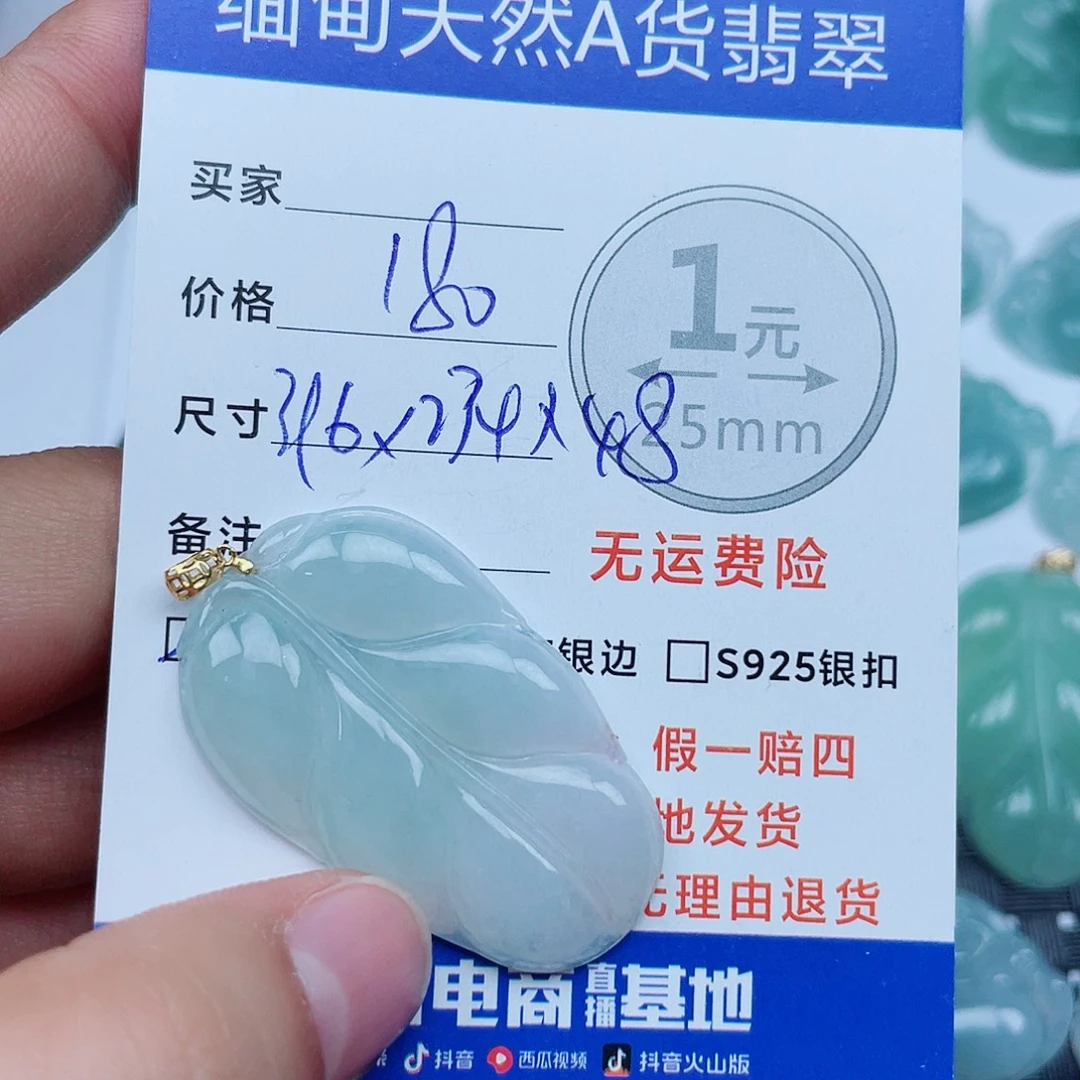 缅甸天然A货翡翠
买家
价格 180
1元
尺寸 316x234x48
25mm
备注
无运费险
银边 □S925银扣
假一赔四
地发货
无理由退货
电商直播基地
抖音 西瓜视频 抖音火山版